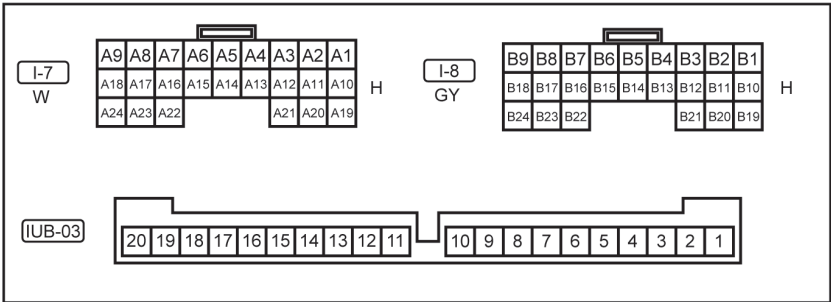 I-7
W
A9 A8 A7 A6 A5 A4 A3 A2 A1
A18 A17 A16 A15 A14 A13 A12 A11 A10
A24 A23 A22 A21 A20 A19
H
I-8
GY
B9 B8 B7 B6 B5 B4 B3 B2 B1
B18 B17 B16 B15 B14 B13 B12 B11 B10
B24 B23 B22 B21 B20 B19
H
IUB-03
20 19 18 17 16 15 14 13 12 11 10 9 8 7 6 5 4 3 2 1